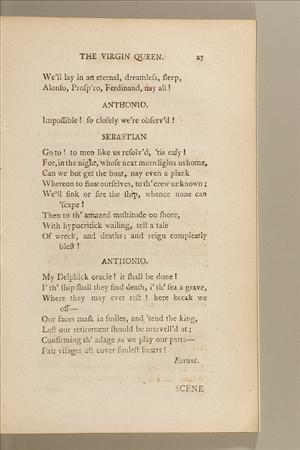 THE VIRGIN QUEEN. 27
We'll lay in an eternal, dreamleſs, ſleep,
Alonſo, Proſp'ro, Ferdinand, nay all!
ANTHONIO.
Impoſſible! ſo cloſely we're obſerv'd!
SEBASTIAN.
Go to! to men like us reſolv'd, 'tis eaſy!
For, in the night, whoſe next morn lights us home,
Can we but get the boat, nay even a plank
Whereon to float ourſelves, to th' crew unknown;
We'll ſink or fire the ſhip, whence none can
'ſcape!
Then to th' amazed multitude on ſhore,
With hypocritick wailing, tell a tale
Of wreck, and deaths; and reign compleatly
bleſt!
ANTHONIO.
My Delphick oracle! it ſhall be done!
I' th' ſhip ſhall they find death, i' th' ſea a grave,
Where they may ever reſt! here break we
off—
Our faces maſk in ſmiles, and 'tend the king,
Leſt our retirement ſhould be marvell'd at;
Confirming th' adage as we play our parts—
Fair viſages oft cover fouleſt hearts!
Exeunt.
SCENE